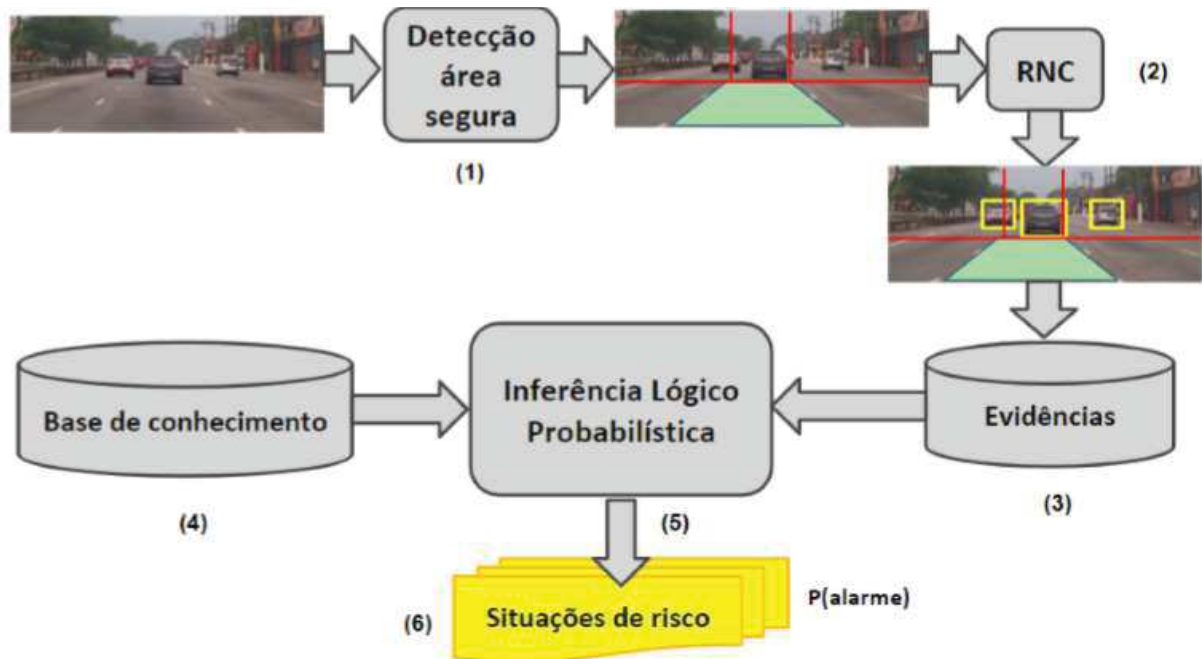 Detecção
área
segura
(1)
RNC
(2)
Base de conhecimento
(4)
Inferência Lógico
Probabilística
(5)
Evidências
(3)
(6)
Situações de risco
P(alarme)